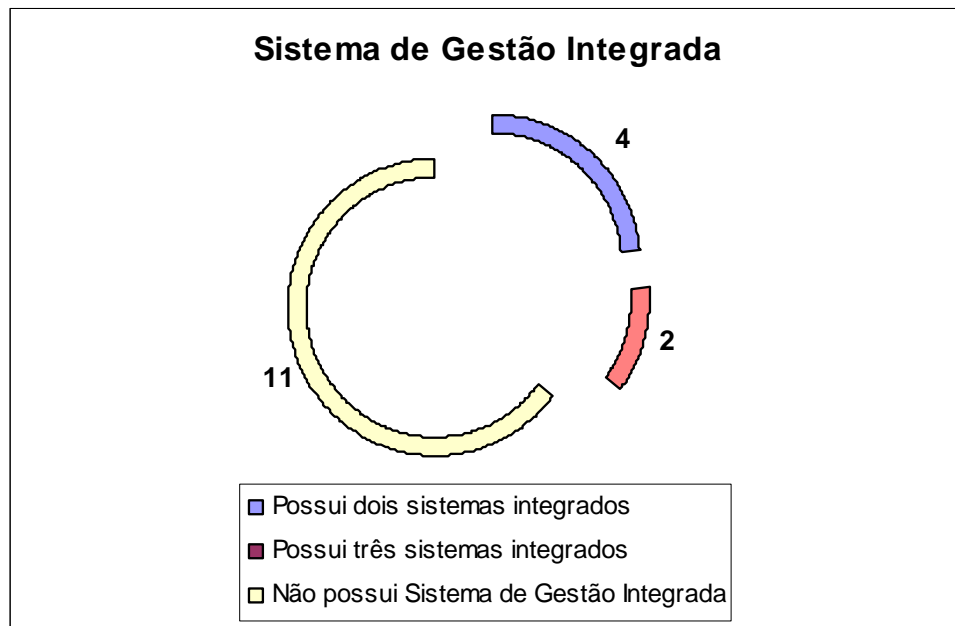 Sistema de Gestão Integrada
4
2
11
Possui dois sistemas integrados
Possui três sistemas integrados
Não possui Sistema de Gestão Integrada